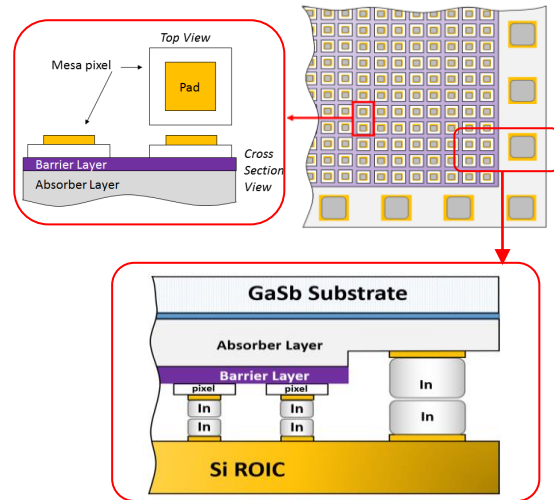 Top View
Mesa pixel
Pad
Cross
Section
View
Barrier Layer
Absorber Layer
GaSb Substrate
Absorber Layer
Barrier Layer
pixel
pixel
In
In
In
In
In
In
Si ROIC